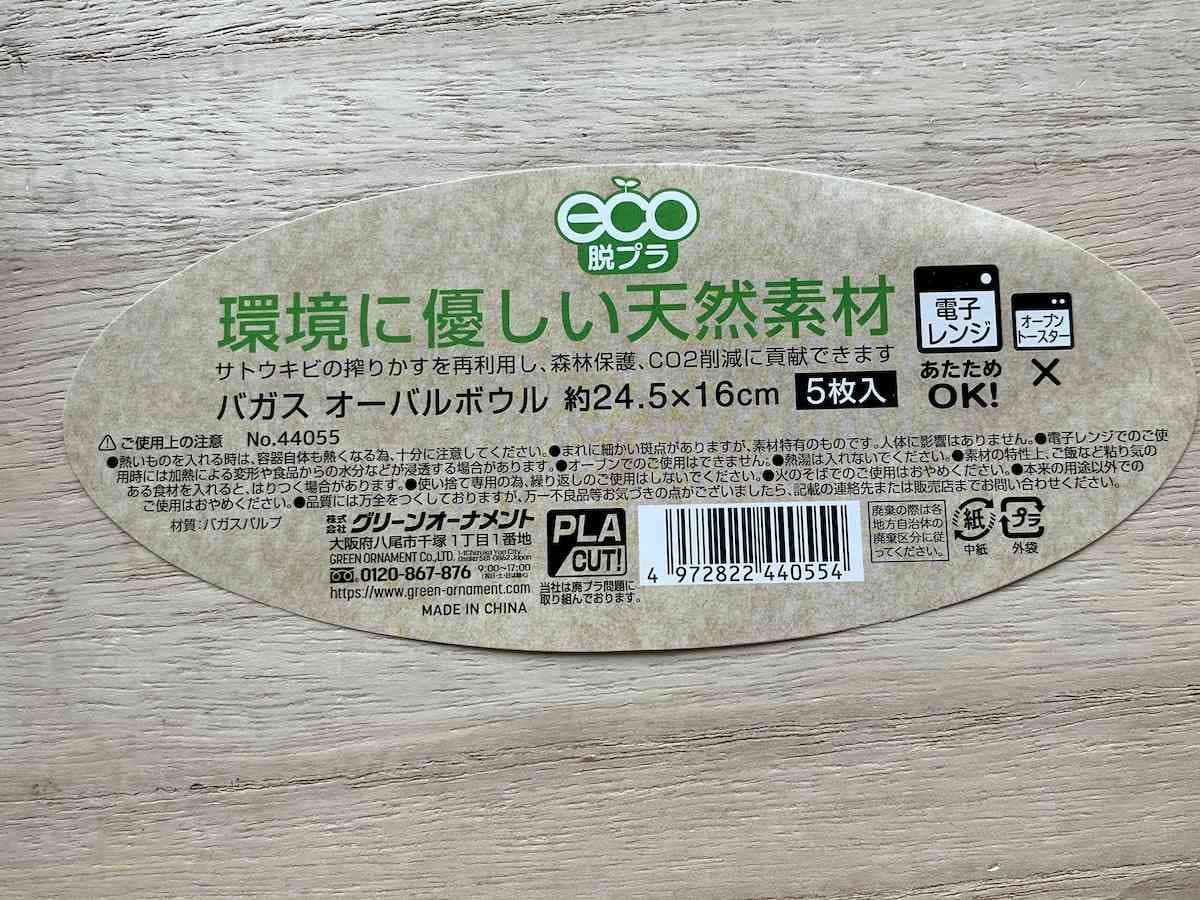 eco
脱プラ
環境に優しい天然素材
サトウキビの搾りかすを再利用し、森林保護、CO2削減に貢献できます
バガス オーバルボウル 約24.5×16cm 5枚入
電子
レンジ
あたため
OK!
オーブン
トースター
×
⚠ご使用上の注意 No.44055
●熱いものを入れる時は、容器自体も熱くなる為、十分に注意してください。●まれに細かい斑点がありますが、素材特有のものです。人体に影響はありません。●電子レンジでのご使
用時には加熱による変形や食品からの水分などが浸透する場合があります。●オーブンでのご使用はできません。●熱湯は入れないでください。●素材の特性上、ご飯など粘り気の
ある食材を入れると、はりつく場合があります。●使い捨て専用の為、繰り返しのご使用はしないでください。●火のそばでのご使用はおやめください。●本来の用途以外での
ご使用はおやめください。●品質には万全をつくしておりますが、万一不良品等お気づきの点がございましたら、記載の連絡先または販売店までお問い合わせください。
材質:バガスパルプ
株式会社 グリーンオーナメント
大阪府八尾市千塚1丁目1番地
GREEN ORNAMENT Co.,LTD.
0120-867-876 9:00〜17:00
https://www.green-ornament.com
MADE IN CHINA
PLA
CUT!
当社は廃プラ問題に
取り組んでおります。
4 972822 440554
廃棄の際は各
地方自治体の
廃棄区分に従
ってください。
紙
中紙
プラ
外袋